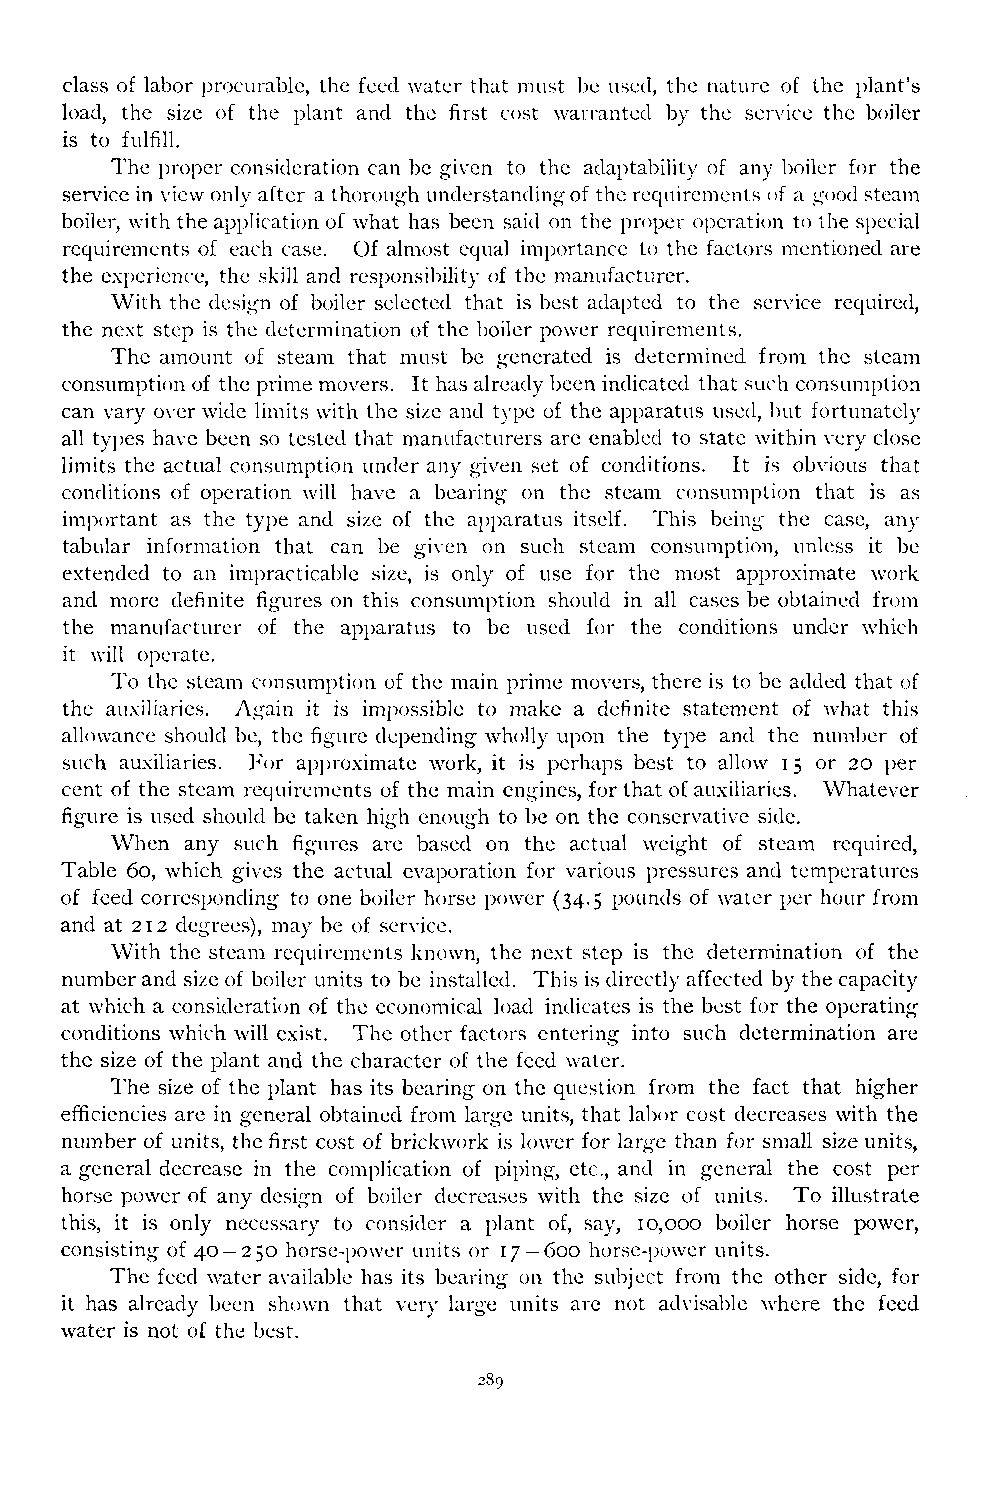 class of labor procurable, the feed water that must be used, the nature of the plant's
load, the size of the plant and the first cost warranted by the service the boiler
is to fulfill.
The proper consideration can be given to the adaptability of any boiler for the
service in view only after a thorough understanding of the requirements of a good steam
boiler, with the application of what has been said on the proper operation to the special
requirements of each case. Of almost equal importance to the factors mentioned are
the experience, the skill and responsibility of the manufacturer.
With the design of boiler selected that is best adapted to the service required,
the next step is the determination of the boiler power requirements.
The amount of steam that must be generated is determined from the steam
consumption of the prime movers. It has already been indicated that such consumption
can vary over wide limits with the size and type of the apparatus used, but fortunately
all types have been so tested that manufacturers are enabled to state within very close
limits the actual consumption under any given set of conditions. It is obvious that
conditions of operation will have a bearing on the steam consumption that is as
important as the type and size of the apparatus itself. This being the case, any
tabular information that can be given on such steam consumption, unless it be
extended to an impracticable size, is only of use for the most approximate work
and more definite figures on this consumption should in all cases be obtained from
the manufacturer of the apparatus to be used for the conditions under which
it will operate.
To the steam consumption of the main prime movers, there is to be added that of
the auxiliaries. Again it is impossible to make a definite statement of what this
allowance should be, the figure depending wholly upon the type and the number of
such auxiliaries. For approximate work, it is perhaps best to allow 15 or 20 per
cent of the steam requirements of the main engines, for that of auxiliaries. Whatever
figure is used should be taken high enough to be on the conservative side.
When any such figures are based on the actual weight of steam required,
Table 60, which gives the actual evaporation for various pressures and temperatures
of feed corresponding to one boiler horse power (34.5 pounds of water per hour from
and at 212 degrees), may be of service.
With the steam requirements known, the next step is the determination of the
number and size of boiler units to be installed. This is directly affected by the capacity
at which a consideration of the economical load indicates is the best for the operating
conditions which will exist. The other factors entering into such determination are
the size of the plant and the character of the feed water.
The size of the plant has its bearing on the question from the fact that higher
efficiencies are in general obtained from large units, that labor cost decreases with the
number of units, the first cost of brickwork is lower for large than for small size units,
a general decrease in the complication of piping, etc., and in general the cost per
horse power of any design of boiler decreases with the size of units. To illustrate
this, it is only necessary to consider a plant of, say, 10,000 boiler horse power,
consisting of 40–250 horse-power units or 17–600 horse-power units.
The feed water available has its bearing on the subject from the other side, for
it has already been shown that very large units are not advisable where the feed
water is not of the best.
289